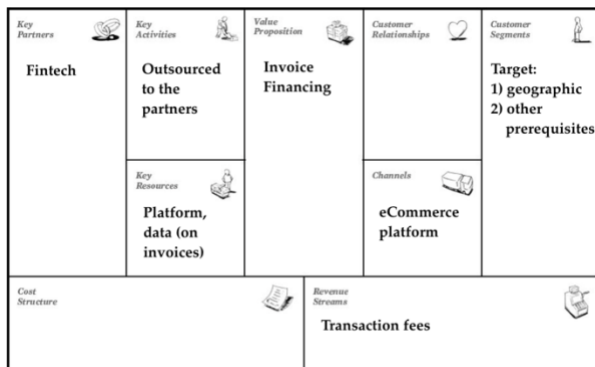 Key
Partners
Fintech
Key
Activities
Outsourced
to the
partners
Key
Resources
Platform,
data (on
invoices)
Value
Proposition
Invoice
Financing
Customer
Relationships
Channels
eCommerce
platform
Customer
Segments
Target:
1) geographic
2) other
prerequisites
Cost
Structure
Revenue
Streams
Transaction fees